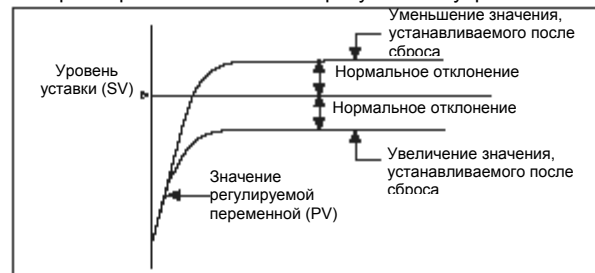 Уменьшение значения,
устанавливаемого после
сброса
Уровень
уставки (SV)
Нормальное отклонение
Нормальное отклонение
Увеличение значения,
устанавливаемого после
сброса
Значение
регулируемой
переменной (PV)